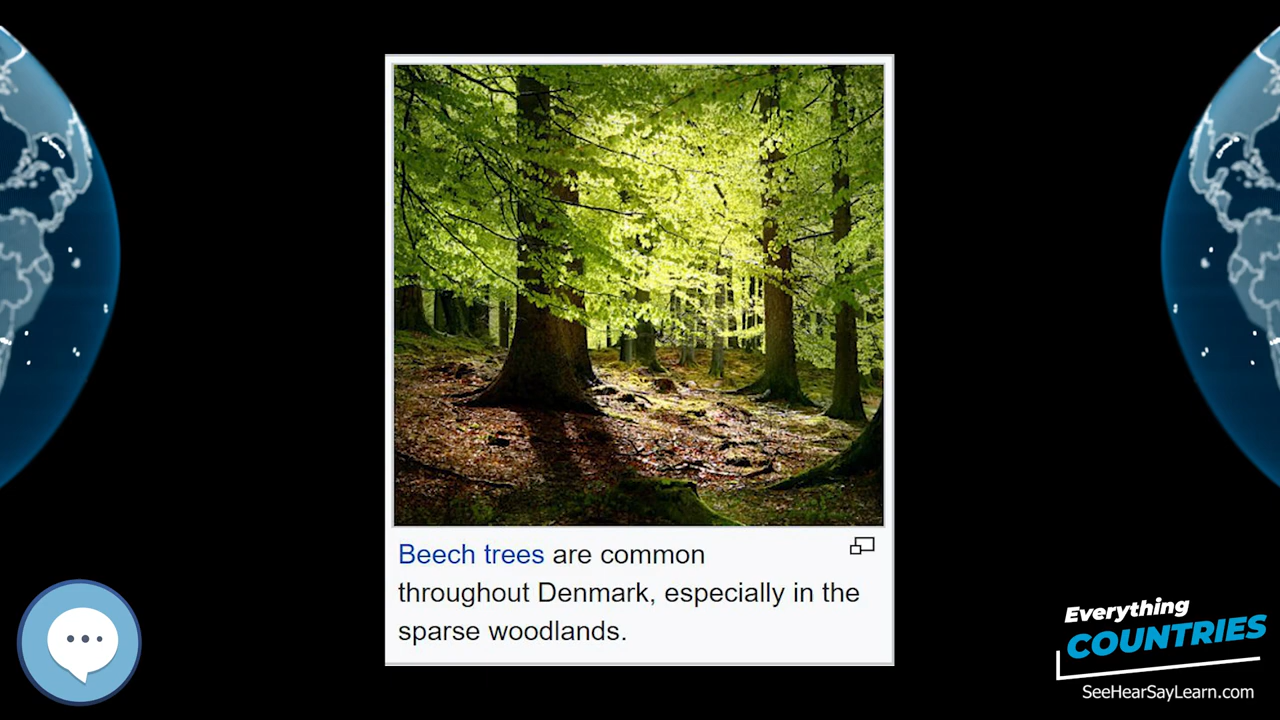 Beech trees are common
throughout Denmark, especially in the
sparse woodlands.
Everything
COUNTRIES
SeeHearSayLearn.com